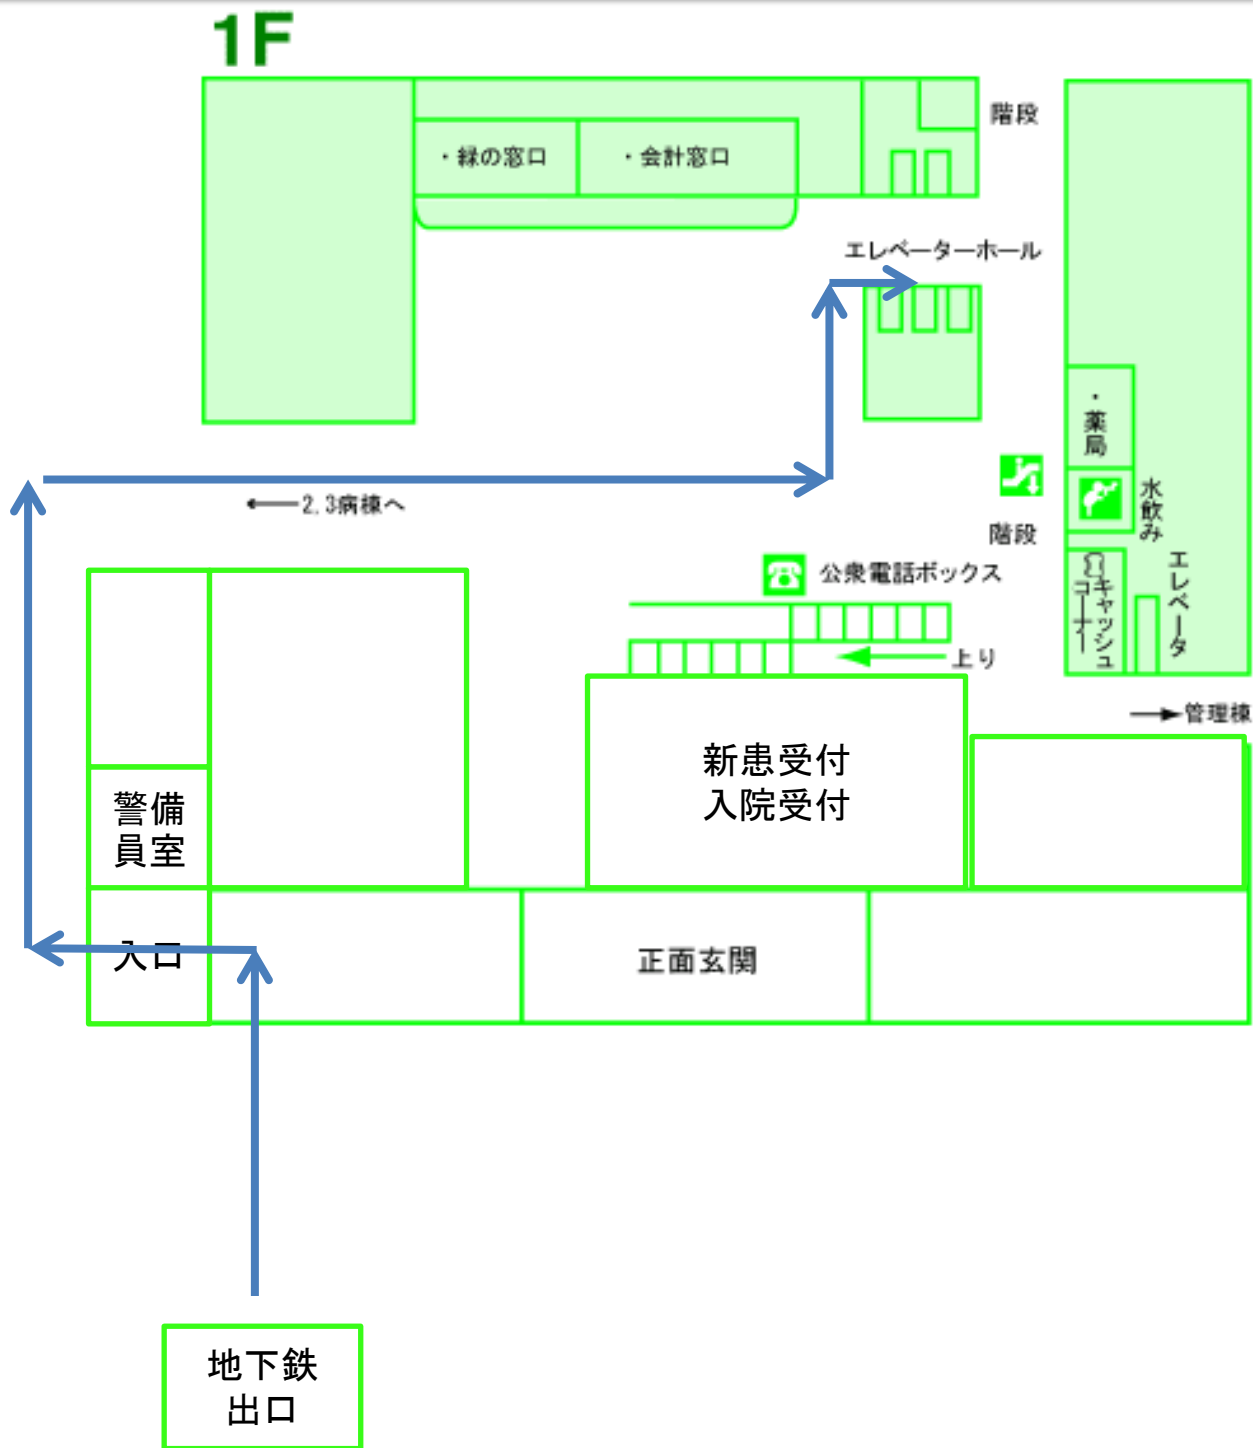 1F
階段
・緑の窓口
・会計窓口
エレベーターホール
・薬局
←2,3病棟へ
水飲み
階段
公衆電話ボックス
キャッシュ
コーナー
エレベータ
上り
→管理棟
新患受付
入院受付
警備
員室
入口
正面玄関
地下鉄
出口